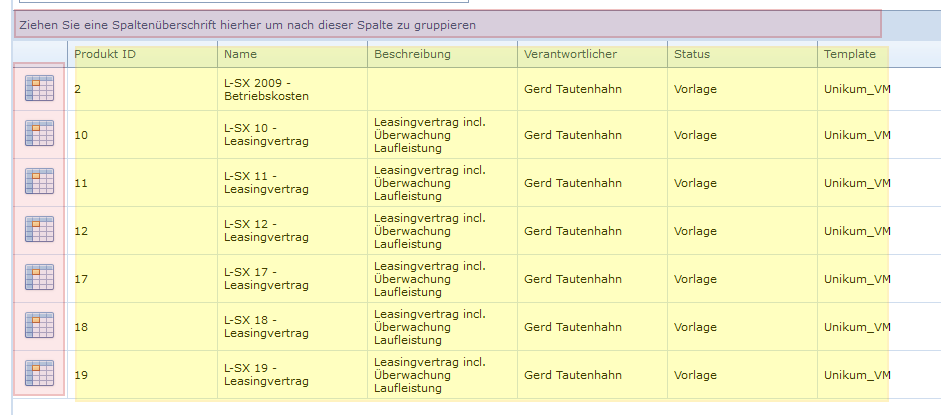 Ziehen Sie eine Spaltenüberschrift hierher um nach dieser Spalte zu gruppieren
Produkt ID Name Beschreibung Verantwortlicher Status Template
2 L-SX 2009 - Betriebskosten Gerd Tautenhahn Vorlage Unikum_VM
10 L-SX 10 - Leasingvertrag Leasingvertrag incl. Überwachung Laufleistung Gerd Tautenhahn Vorlage Unikum_VM
11 L-SX 11 - Leasingvertrag Leasingvertrag incl. Überwachung Laufleistung Gerd Tautenhahn Vorlage Unikum_VM
12 L-SX 12 - Leasingvertrag Leasingvertrag incl. Überwachung Laufleistung Gerd Tautenhahn Vorlage Unikum_VM
17 L-SX 17 - Leasingvertrag Leasingvertrag incl. Überwachung Laufleistung Gerd Tautenhahn Vorlage Unikum_VM
18 L-SX 18 - Leasingvertrag Leasingvertrag incl. Überwachung Laufleistung Gerd Tautenhahn Vorlage Unikum_VM
19 L-SX 19 - Leasingvertrag Leasingvertrag incl. Überwachung Laufleistung Gerd Tautenhahn Vorlage Unikum_VM